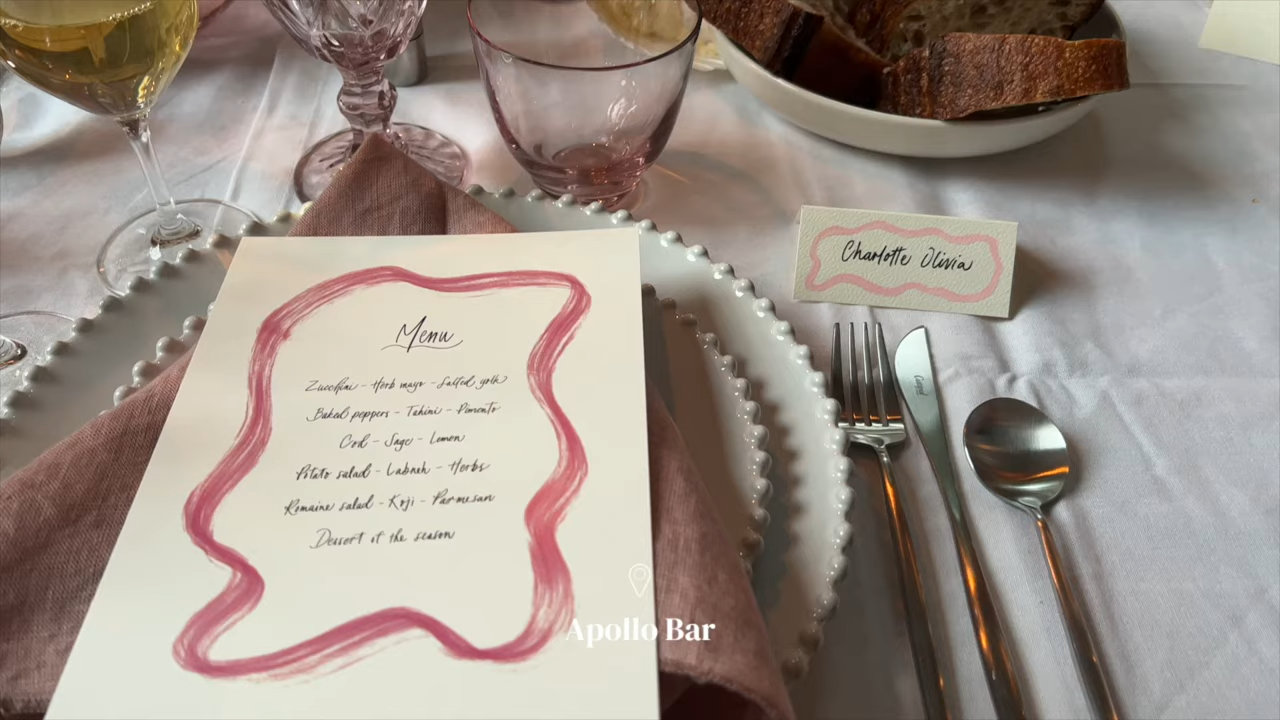 Charlotte Olivia
Menu
Zucchini - Herb mayo - Salted yolk
Baked peppers - Tahini - Pimento
Cod - Sage - Lemon
Potato salad - Labneh - Herbs
Romaine salad - Koji - Parmesan
Dessert of the season
Apollo Bar